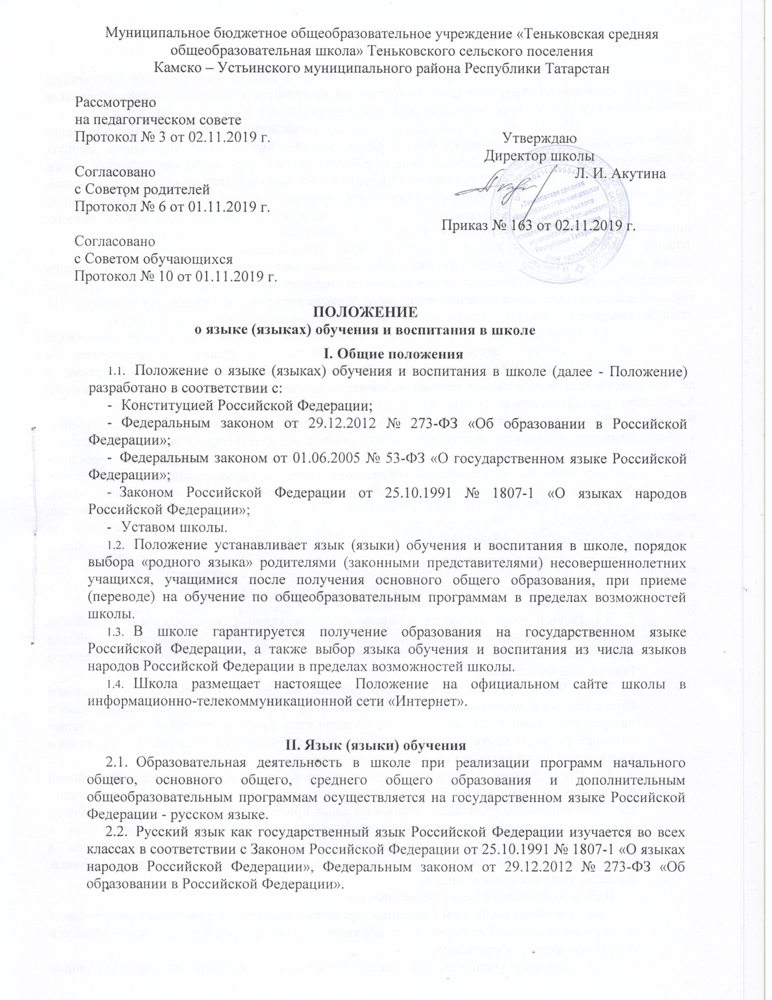 Муниципальное бюджетное общеобразовательное учреждение «Теньковская средняя
общеобразовательная школа» Теньковского сельского поселения
Камско – Устьинского муниципального района Республики Татарстан
Рассмотрено
на педагогическом совете
Протокол № 3 от 02.11.2019 г.
Согласовано
с Советом родителей
Протокол № 6 от 01.11.2019 г.
Согласовано
с Советом обучающихся
Протокол № 10 от 01.11.2019 г.
Утверждаю
Директор школы
Л. И. Акутина
Приказ № 163 от 02.11.2019 г.
«Теньковская средняя
общеобразовательная школа»
Теньковского сельского
муниципального района
Республики Татарстан
ПОЛОЖЕНИЕ
о языке (языках) обучения и воспитания в школе
I. Общие положения
1.1. Положение о языке (языках) обучения и воспитания в школе (далее - Положение)
разработано в соответствии с:
- Конституцией Российской Федерации;
- Федеральным законом от 29.12.2012 № 273-ФЗ «Об образовании в Российской
Федерации»;
- Федеральным законом от 01.06.2005 № 53-ФЗ «О государственном языке Российской
Федерации»;
- Законом Российской Федерации от 25.10.1991 № 1807-1 «О языках народов
Российской Федерации»;
- Уставом школы.
1.2. Положение устанавливает язык (языки) обучения и воспитания в школе, порядок
выбора «родного языка» родителями (законными представителями) несовершеннолетних
учащихся, учащимися после получения основного общего образования, при приеме
(переводе) на обучение по общеобразовательным программам в пределах возможностей
школы.
1.3. В школе гарантируется получение образования на государственном языке
Российской Федерации, а также выбор языка обучения и воспитания из числа языков
народов Российской Федерации в пределах возможностей школы.
1.4. Школа размещает настоящее Положение на официальном сайте школы в
информационно-телекоммуникационной сети «Интернет».
II. Язык (языки) обучения
2.1. Образовательная деятельность в школе при реализации программ начального
общего, основного общего, среднего общего образования и дополнительным
общеобразовательным программам осуществляется на государственном языке Российской
Федерации - русском языке.
2.2. Русский язык как государственный язык Российской Федерации изучается во всех
классах в соответствии с Законом Российской Федерации от 25.10.1991 № 1807-1 «О языках
народов Российской Федерации», Федеральным законом от 29.12.2012 № 273-ФЗ «Об
образовании в Российской Федерации».